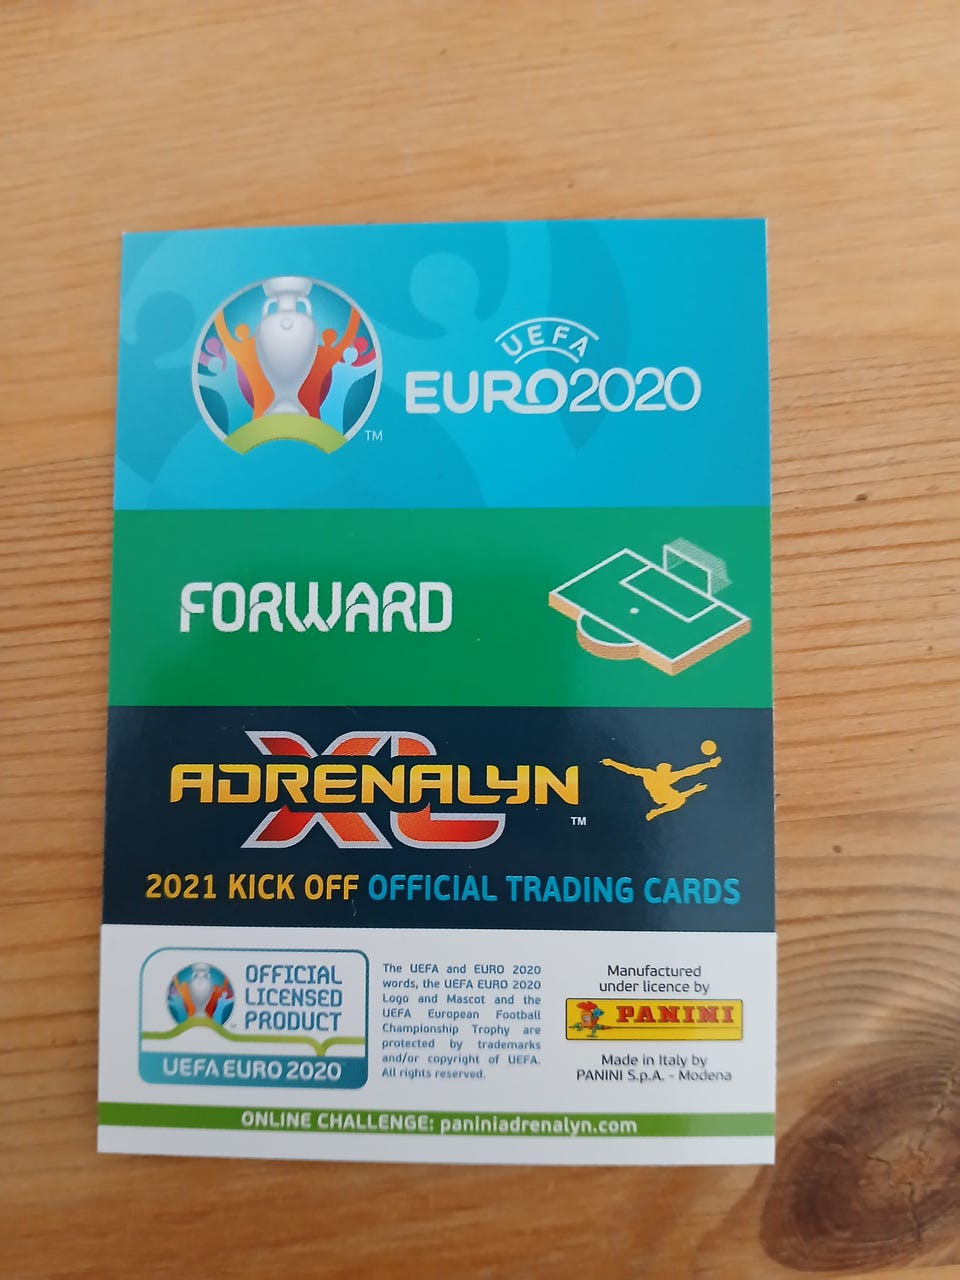 UEFA
EURO2020
TM
FORWARD
ADRENALYN
XL
TM
2021 KICK OFF OFFICIAL TRADING CARDS
OFFICIAL
LICENSED
PRODUCT
TM
UEFA EURO 2020
The UEFA and EURO 2020
words, the UEFA EURO 2020
Logo and Mascot and the
UEFA European Football
Championship Trophy are
protected by trademarks
and/or copyright of UEFA.
All rights reserved.
Manufactured
under licence by
PANINI
Made in Italy by
PANINI S.p.A. - Modena
ONLINE CHALLENGE: paniniadrenalyn.com